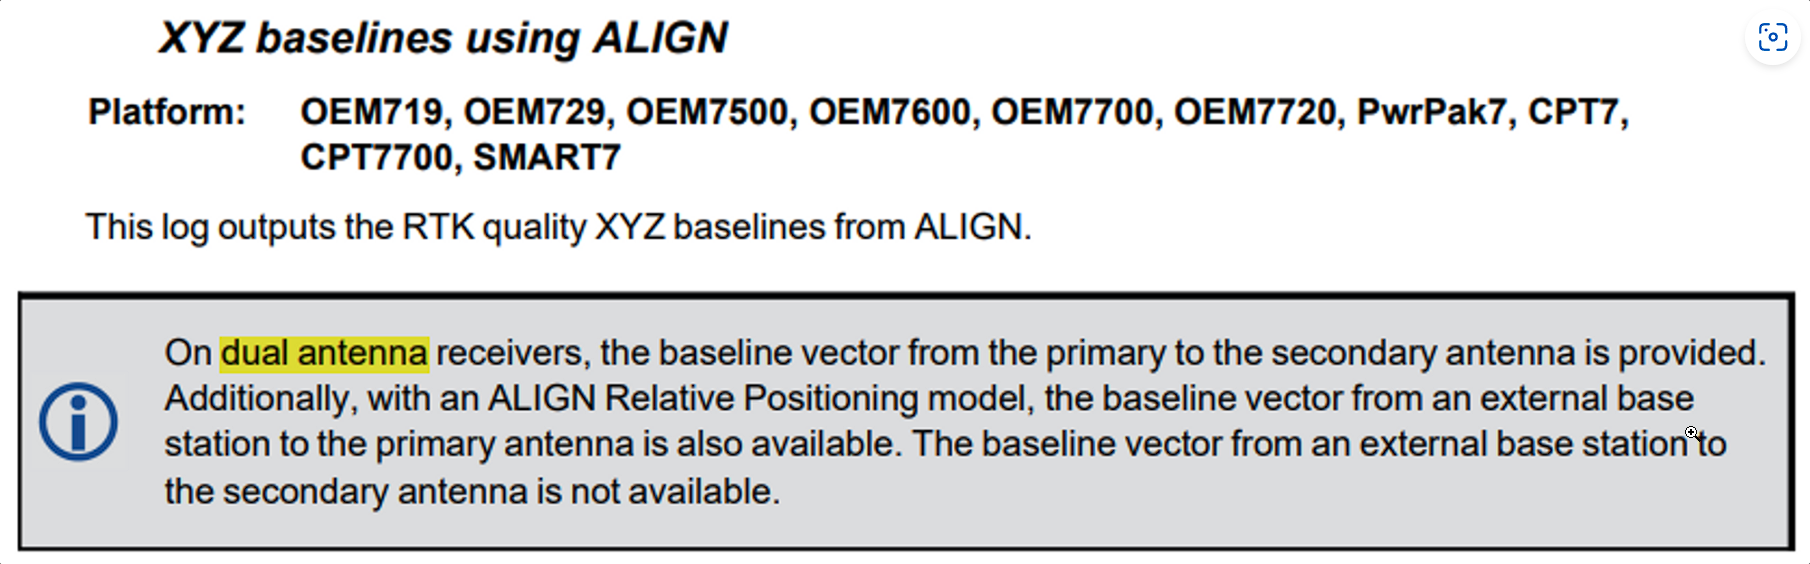 XYZ baselines using ALIGN
Platform: OEM719, OEM729, OEM7500, OEM7600, OEM7700, OEM7720, PwrPak7, CPT7,
CPT7700, SMART7
This log outputs the RTK quality XYZ baselines from ALIGN.
On dual antenna receivers, the baseline vector from the primary to the secondary antenna is provided.
Additionally, with an ALIGN Relative Positioning model, the baseline vector from an external base
station to the primary antenna is also available. The baseline vector from an external base station to
the secondary antenna is not available.